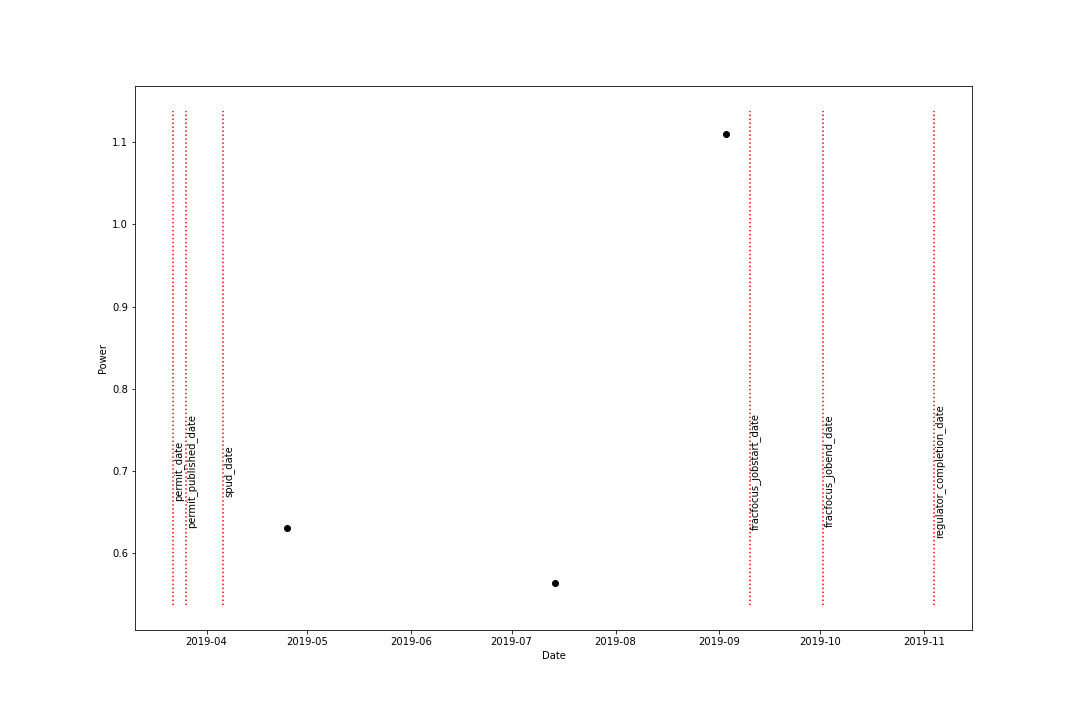 1.1
1.0
0.9
0.8
0.7
0.6
Power
permit_date
permit_published_date
spud_date
fracfocus_jobstart_date
fracfocus_jobend_date
regulator_completion_date
2019-04
2019-05
2019-06
2019-07
2019-08
2019-09
2019-10
2019-11
Date